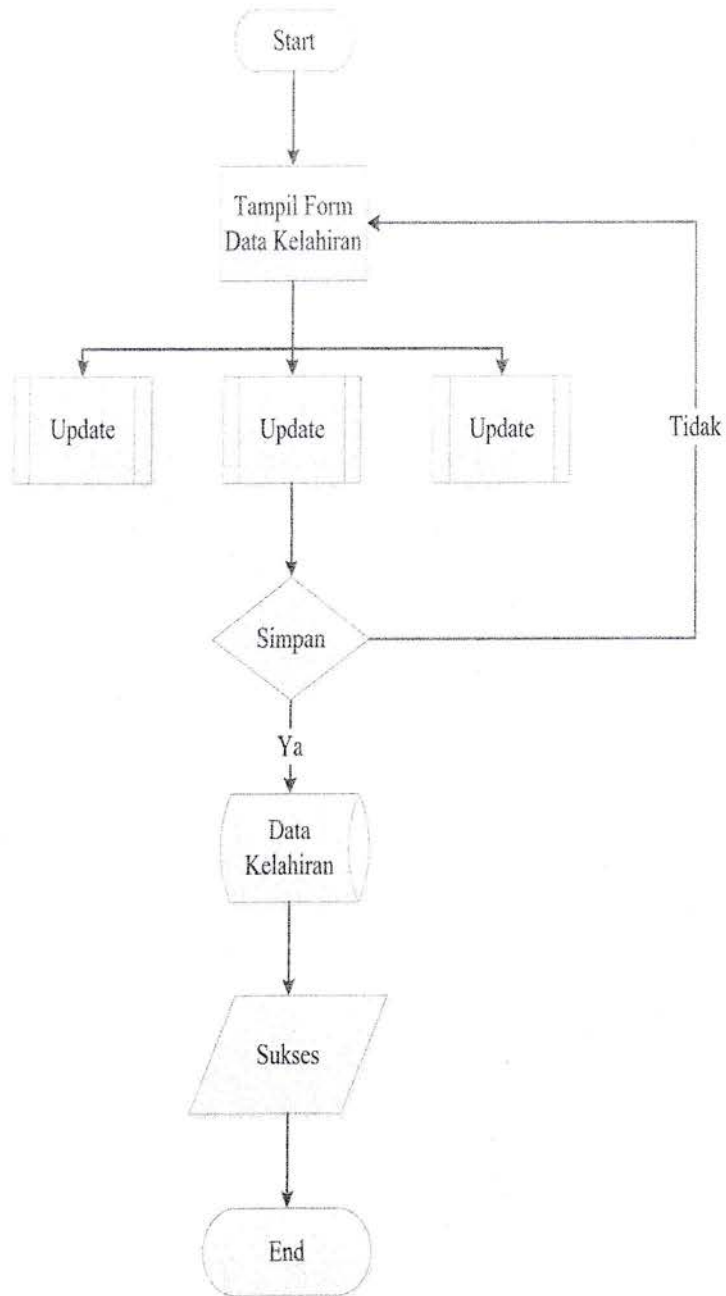 Start
Tampil Form
Data Kelahiran
Update
Update
Update
Tidak
Simpan
Ya
Data
Kelahiran
Sukses
End